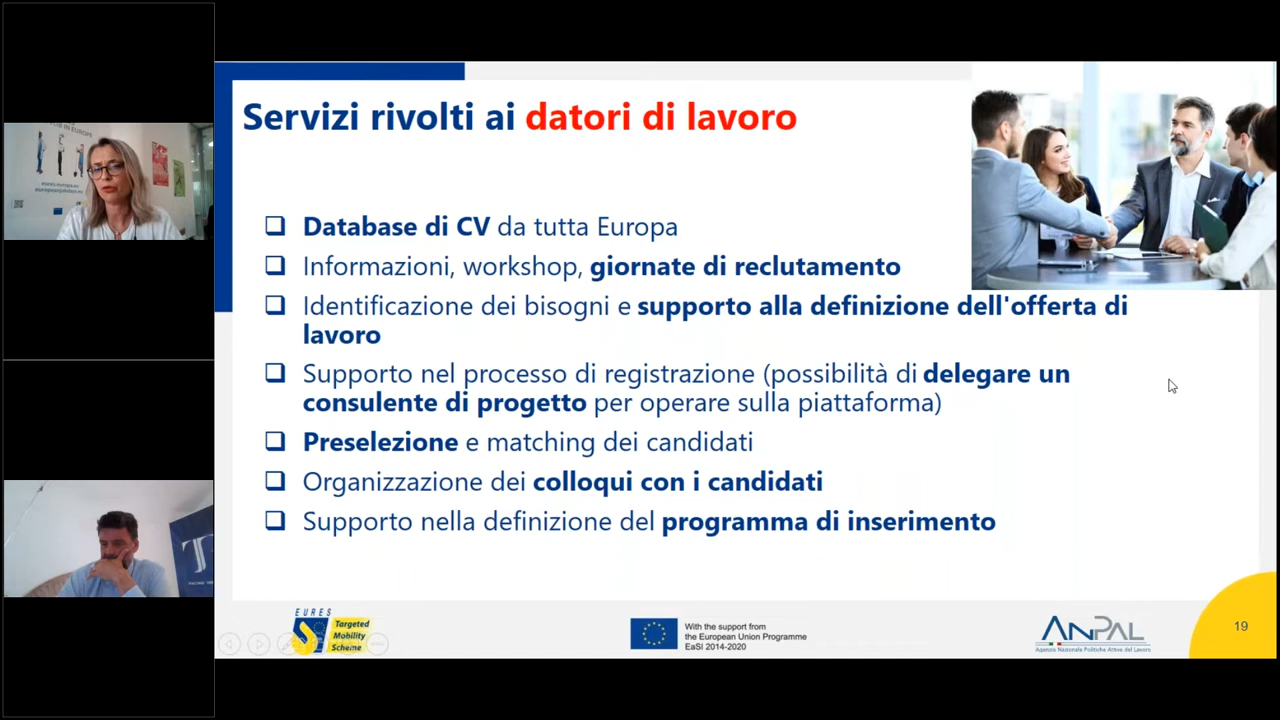 IN EUROPE
Servizi rivolti ai datori di lavoro
❑ Database di CV da tutta Europa
❑ Informazioni, workshop, giornate di reclutamento
❑ Identificazione dei bisogni e supporto alla definizione dell'offerta di
lavoro
❑ Supporto nel processo di registrazione (possibilità di delegare un
consulente di progetto per operare sulla piattaforma)
❑ Preselezione e matching dei candidati
❑ Organizzazione dei colloqui con i candidati
❑ Supporto nella definizione del programma di inserimento
EURES
Targeted
Mobility
Scheme
With the support from
the European Union Programme
EaSI 2014-2020
ANPAL
Agenzia Nazionale Politiche Attive del Lavoro
19